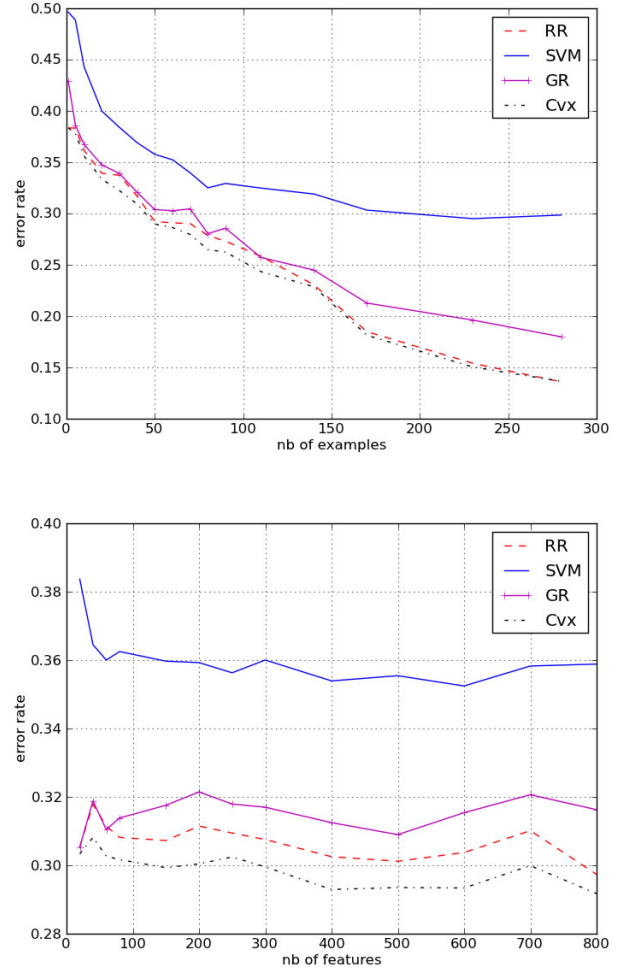 0.50
0.45
0.40
0.35
0.30
0.25
0.20
0.15
0.10
error rate
RR
SVM
GR
Cvx
0 50 100 150 200 250 300
nb of examples
0.40
0.38
0.36
0.34
0.32
0.30
0.28
error rate
RR
SVM
GR
Cvx
0 100 200 300 400 500 600 700 800
nb of features